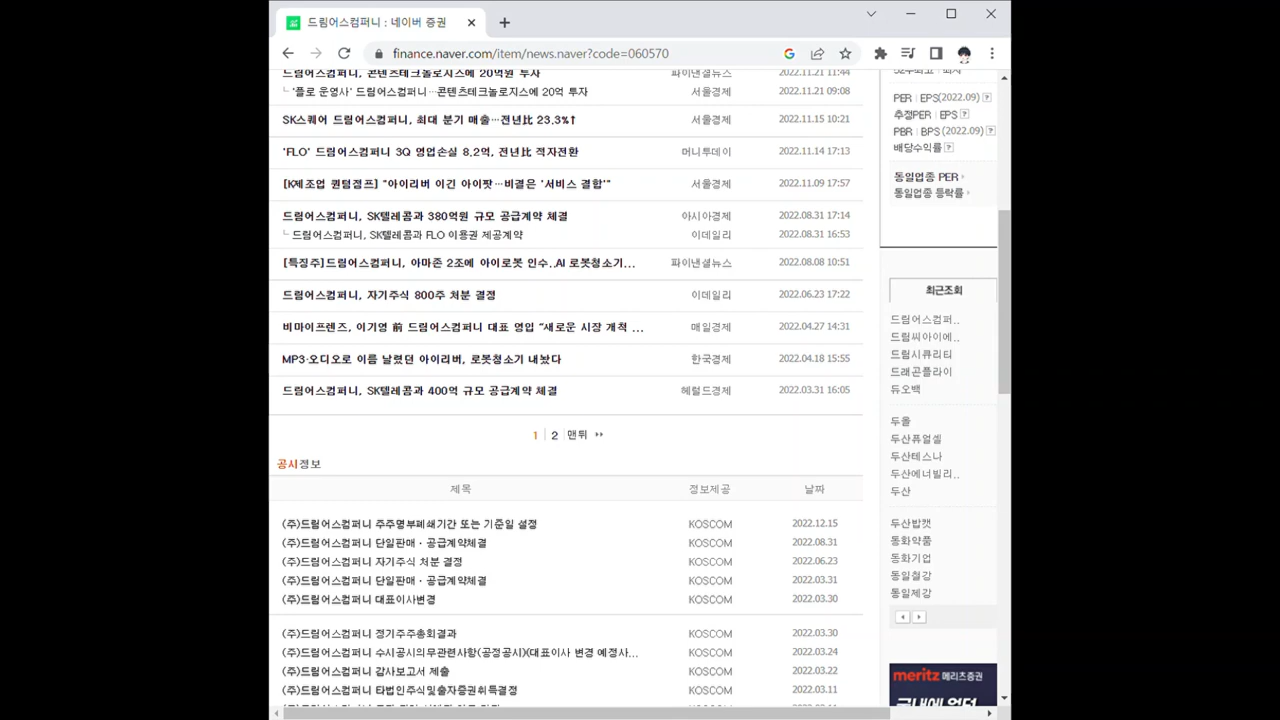 드림어스컴퍼니 : 네이버 증권
finance.naver.com/item/news.naver?code=060570
드림어스컴퍼니, 콘텐츠테크놀로지스에 20억원 투자 파이낸셜뉴스 2022.11.21 11:44
'플로 운영사' 드림어스컴퍼니…콘텐츠테크놀로지스에 20억 투자 서울경제 2022.11.21 09:08
SK스퀘어 드림어스컴퍼니, 최대 분기 매출…전년比 23.3%↑ 서울경제 2022.11.15 10:21
'FLO' 드림어스컴퍼니 3Q 영업손실 8.2억, 전년比 적자전환 머니투데이 2022.11.14 17:13
[K제조업 퀀텀점프] "아이리버 이긴 아이팟…비결은 '서비스 결합'" 서울경제 2022.11.09 17:57
드림어스컴퍼니, SK텔레콤과 380억원 규모 공급계약 체결 아시아경제 2022.08.31 17:14
드림어스컴퍼니, SK텔레콤과 FLO 이용권 제공계약 이데일리 2022.08.31 16:53
[특징주]드림어스컴퍼니, 아마존 2조에 아이로봇 인수..AI 로봇청소기... 파이낸셜뉴스 2022.08.08 10:51
드림어스컴퍼니, 자기주식 800주 처분 결정 이데일리 2022.06.23 17:22
비마이프렌즈, 이기영 前 드림어스컴퍼니 대표 영입 "새로운 시장 개척 ... 매일경제 2022.04.27 14:31
MP3·오디오로 이름 날렸던 아이리버, 로봇청소기 내놨다 한국경제 2022.04.18 15:55
드림어스컴퍼니, SK텔레콤과 400억 규모 공급계약 체결 헤럴드경제 2022.03.31 16:05
1 2 맨뒤
공시정보
제목 정보제공 날짜
(주)드림어스컴퍼니 주주명부폐쇄기간 또는 기준일 설정 KOSCOM 2022.12.15
(주)드림어스컴퍼니 단일판매ㆍ공급계약체결 KOSCOM 2022.08.31
(주)드림어스컴퍼니 자기주식 처분 결정 KOSCOM 2022.06.23
(주)드림어스컴퍼니 단일판매ㆍ공급계약체결 KOSCOM 2022.03.31
(주)드림어스컴퍼니 대표이사변경 KOSCOM 2022.03.30
(주)드림어스컴퍼니 정기주주총회결과 KOSCOM 2022.03.30
(주)드림어스컴퍼니 수시공시의무관련사항(공정공시)(대표이사 변경 예정사... KOSCOM 2022.03.24
(주)드림어스컴퍼니 감사보고서 제출 KOSCOM 2022.03.22
(주)드림어스컴퍼니 타법인주식및출자증권취득결정 KOSCOM 2022.03.11
PER | EPS(2022.09)
추정PER | EPS
PBR | BPS (2022.09)
배당수익률
동일업종 PER
동일업종 등락률
최근조회
드림어스컴퍼..
드림씨아이에..
드림시큐리티
드래곤플라이
듀오백
두올
두산퓨얼셀
두산테스나
두산에너빌리..
두산
두산밥캣
동화약품
동화기업
동일철강
동일제강
meritz 메리츠증권